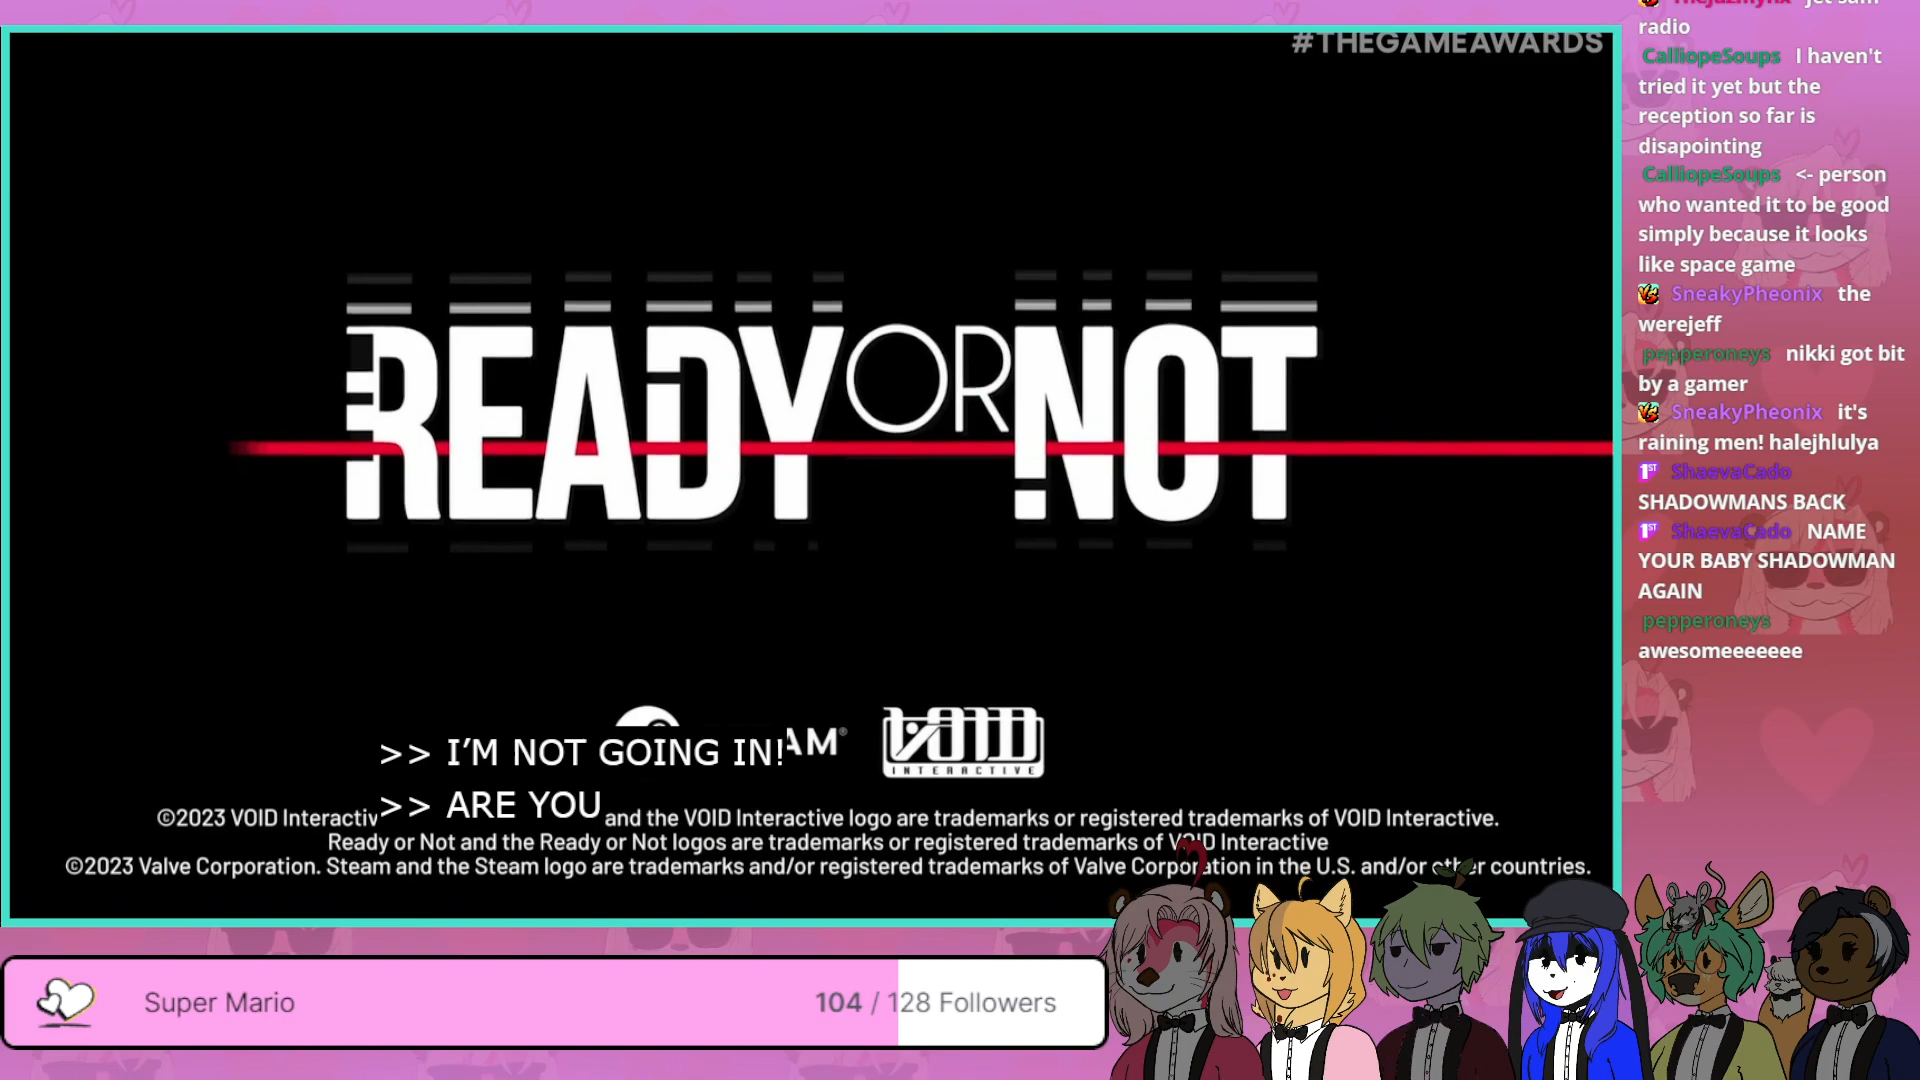 #THEGAMEAWARDS
READY OR NOT
>> I'M NOT GOING IN!
AM®
VOID
INTERACTIVE
>> ARE YOU
©2023 VOID Interactiv
and the VOID Interactive logo are trademarks or registered trademarks of VOID Interactive.
Ready or Not and the Ready or Not logos are trademarks or registered trademarks of VOID Interactive
©2023 Valve Corporation. Steam and the Steam logo are trademarks and/or registered trademarks of Valve Corporation in the U.S. and/or other countries.
Super Mario
104 / 128 Followers
radio
CalliopeSoups I haven't
tried it yet but the
reception so far is
disapointing
CalliopeSoups <- person
who wanted it to be good
simply because it looks
like space game
SneakyPheonix the
werejeff
pepperoneys nikki got bit
by a gamer
SneakyPheonix it's
raining men! halejhlulya
1ST ShaevaCado
SHADOWMANS BACK
1ST ShaevaCado NAME
YOUR BABY SHADOWMAN
AGAIN
pepperoneys
awesomeeeeeee